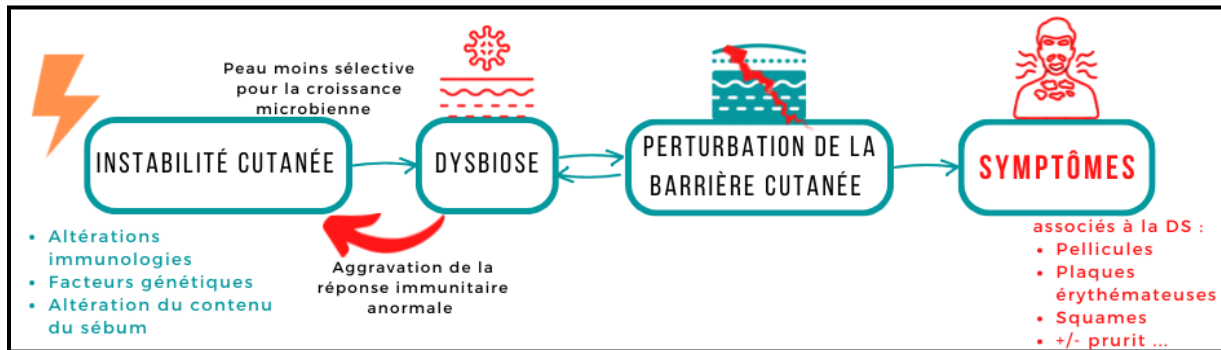 Peau moins sélective
pour la croissance
microbienne
INSTABILITÉ CUTANÉE
DYSBIOSE
PERTURBATION DE LA
BARRIÈRE CUTANÉE
SYMPTÔMES
• Altérations
immunologies
• Facteurs génétiques
• Altération du contenu
du sébum
Aggravation de la
réponse immunitaire
anormale
associés à la DS :
• Pellicules
• Plaques
érythémateuses
• Squames
• +/- prurit ...